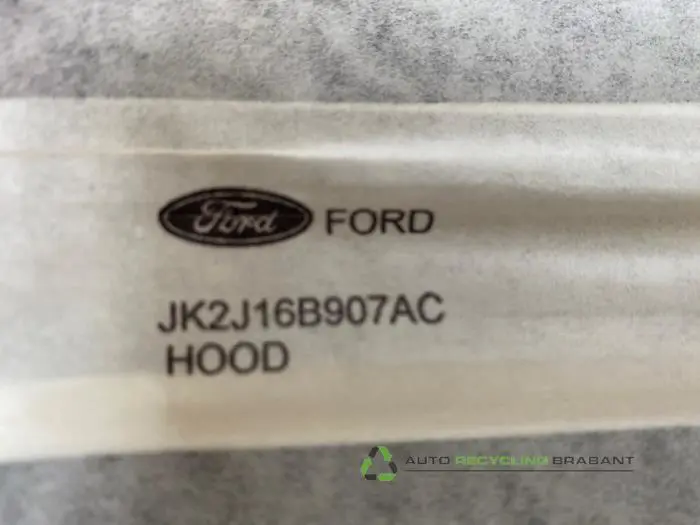 Ford FORD
JK2J16B907AC
HOOD
AUTO RECYCLING BRABANT